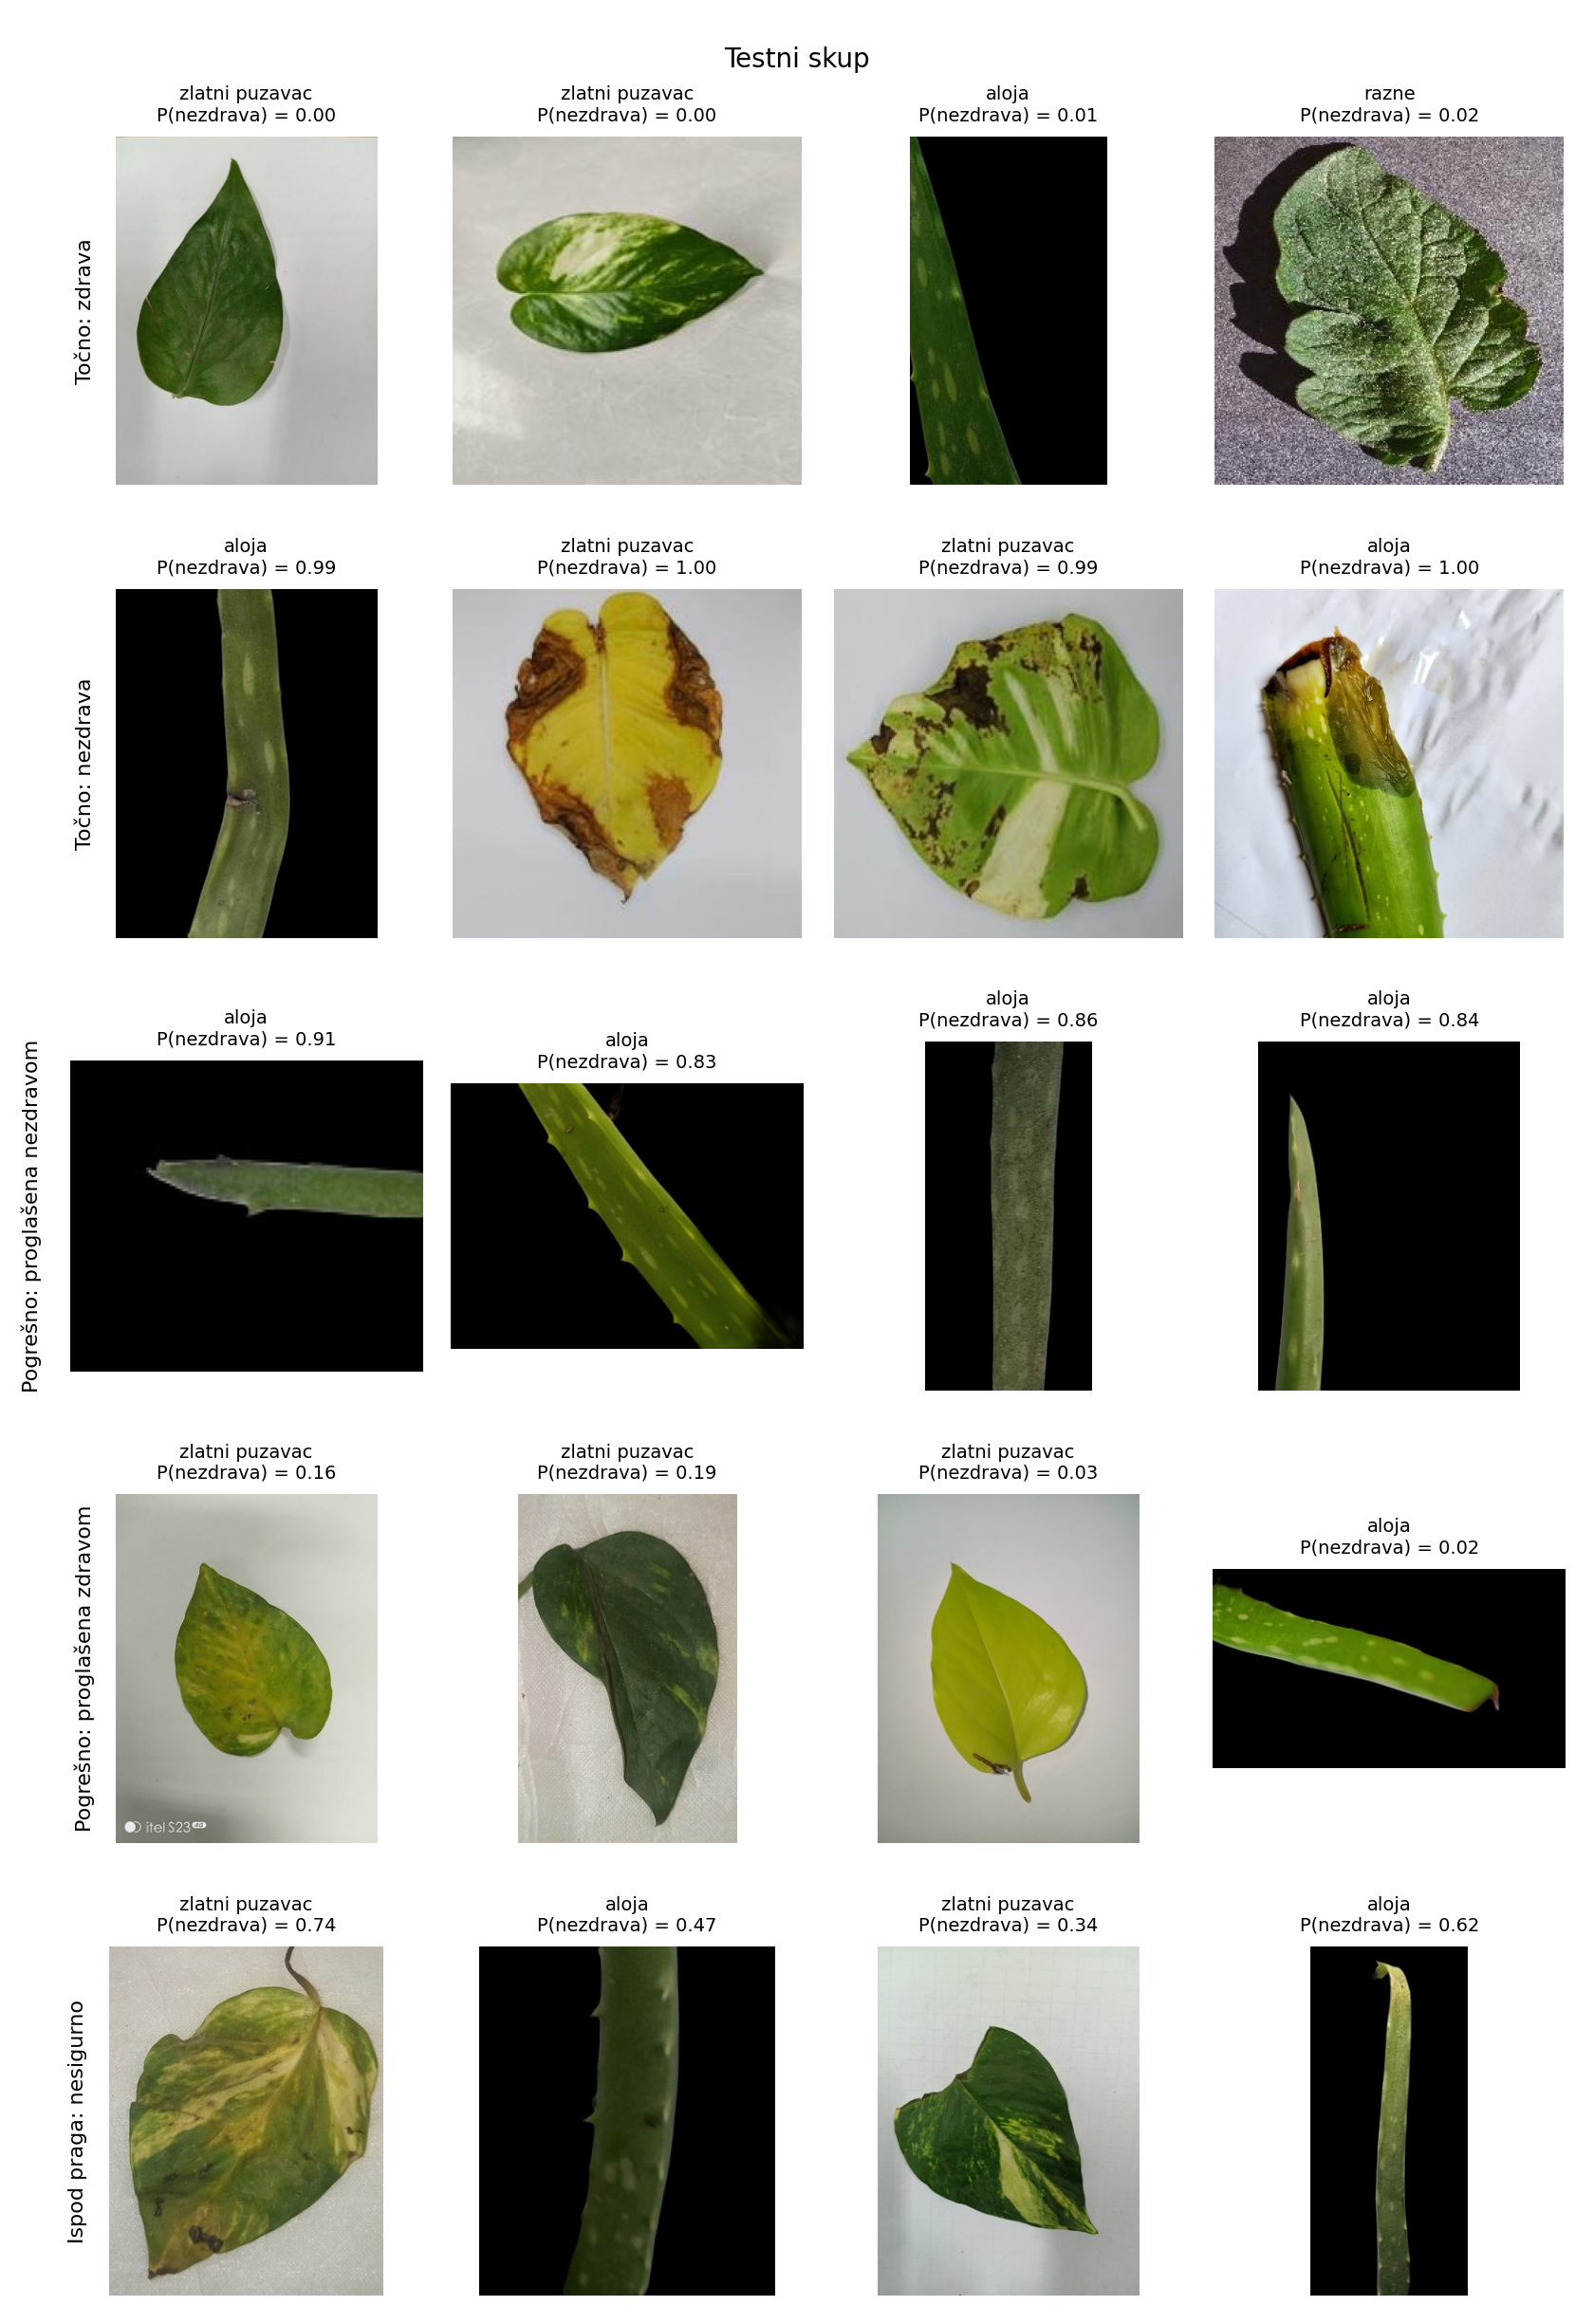 Testni skup
zlatni puzavac
P(nezdrava) = 0.00
zlatni puzavac
P(nezdrava) = 0.00
aloja
P(nezdrava) = 0.01
razne
P(nezdrava) = 0.02
Točno: zdrava
aloja
P(nezdrava) = 0.99
zlatni puzavac
P(nezdrava) = 1.00
zlatni puzavac
P(nezdrava) = 0.99
aloja
P(nezdrava) = 1.00
Točno: nezdrava
aloja
P(nezdrava) = 0.91
aloja
P(nezdrava) = 0.83
aloja
P(nezdrava) = 0.86
aloja
P(nezdrava) = 0.84
Pogrešno: proglašena nezdravom
zlatni puzavac
P(nezdrava) = 0.16
zlatni puzavac
P(nezdrava) = 0.19
zlatni puzavac
P(nezdrava) = 0.03
aloja
P(nezdrava) = 0.02
Pogrešno: proglašena zdravom
itel S23 4G
zlatni puzavac
P(nezdrava) = 0.74
aloja
P(nezdrava) = 0.47
zlatni puzavac
P(nezdrava) = 0.34
aloja
P(nezdrava) = 0.62
Ispod praga: nesigurno